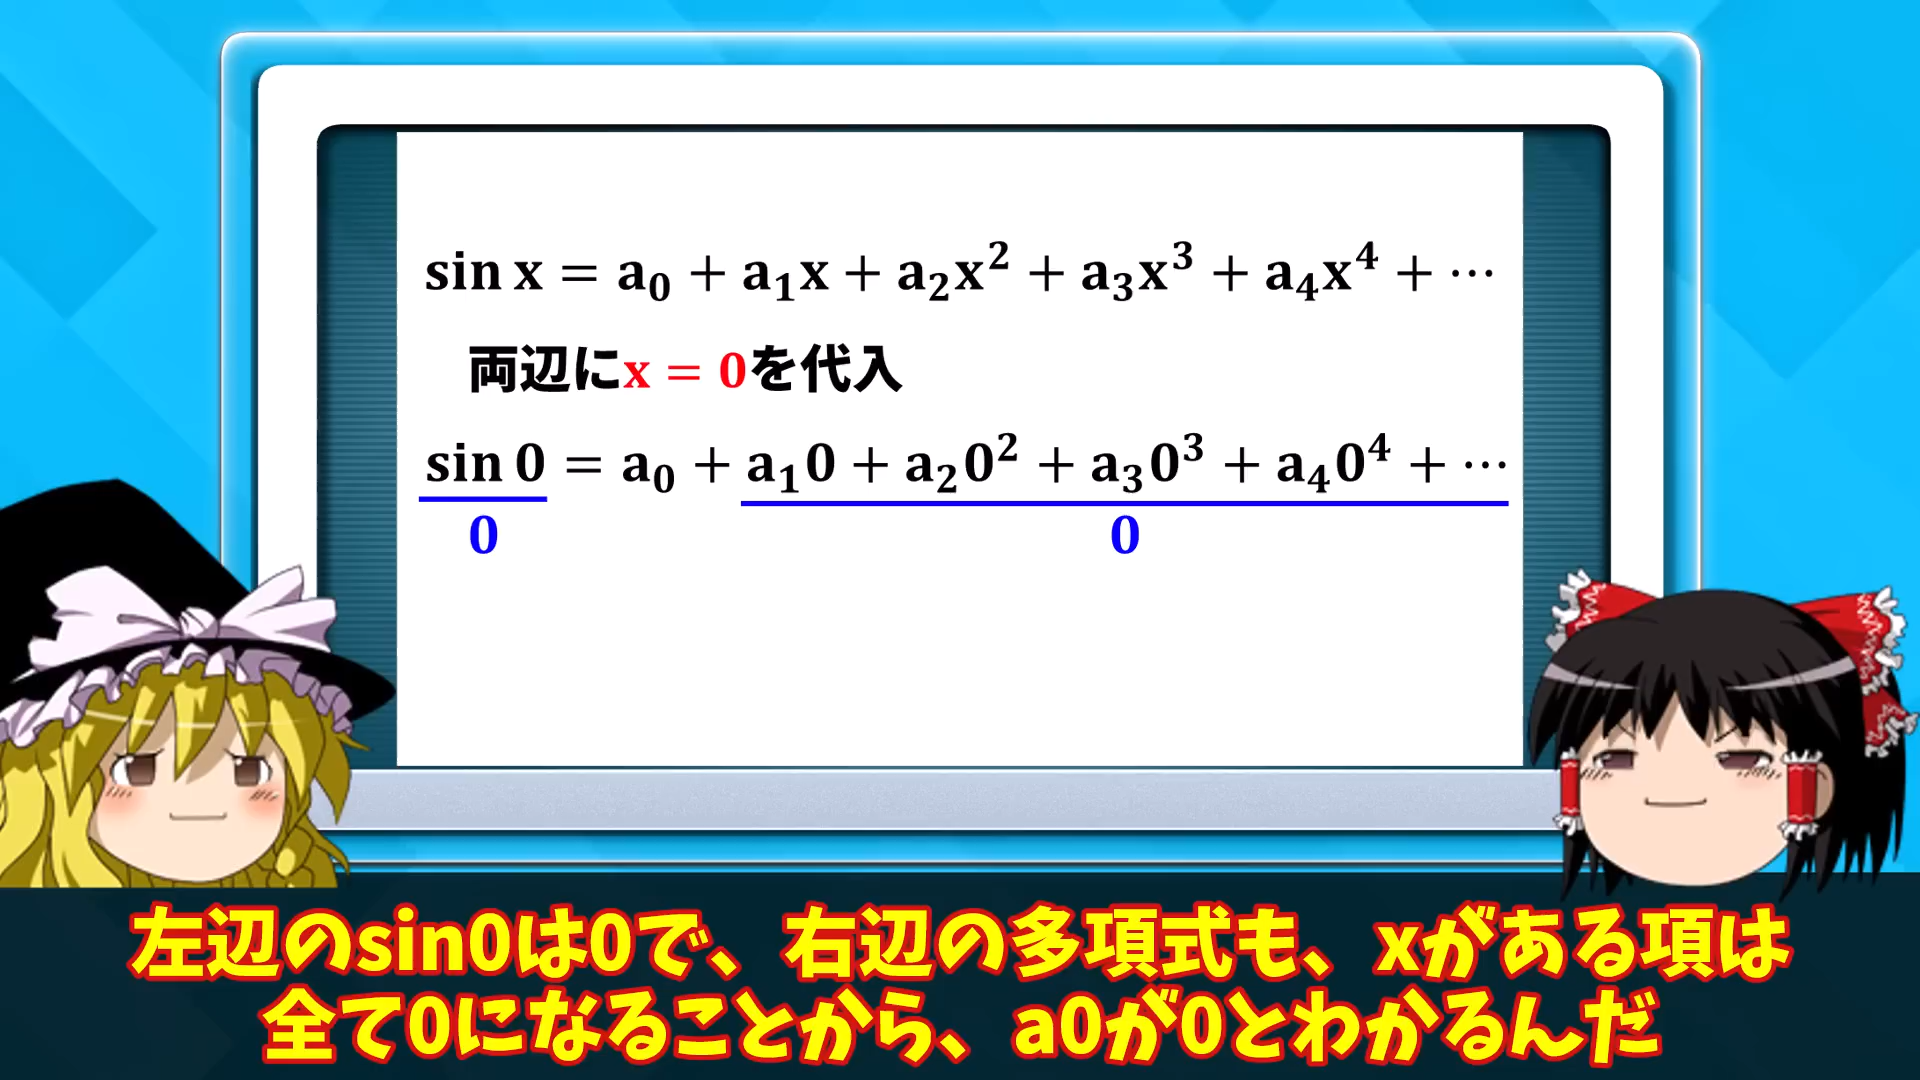 sin x = a₀ + a₁x + a₂x² + a₃x³ + a₄x⁴ + ⋯
両辺にx = 0を代入
sin 0 = a₀ + a₁0 + a₂0² + a₃0³ + a₄0⁴ + ⋯
0 0
左辺のsin0は0で、右辺の多項式も、xがある項は
全て0になることから、a0が0とわかるんだ